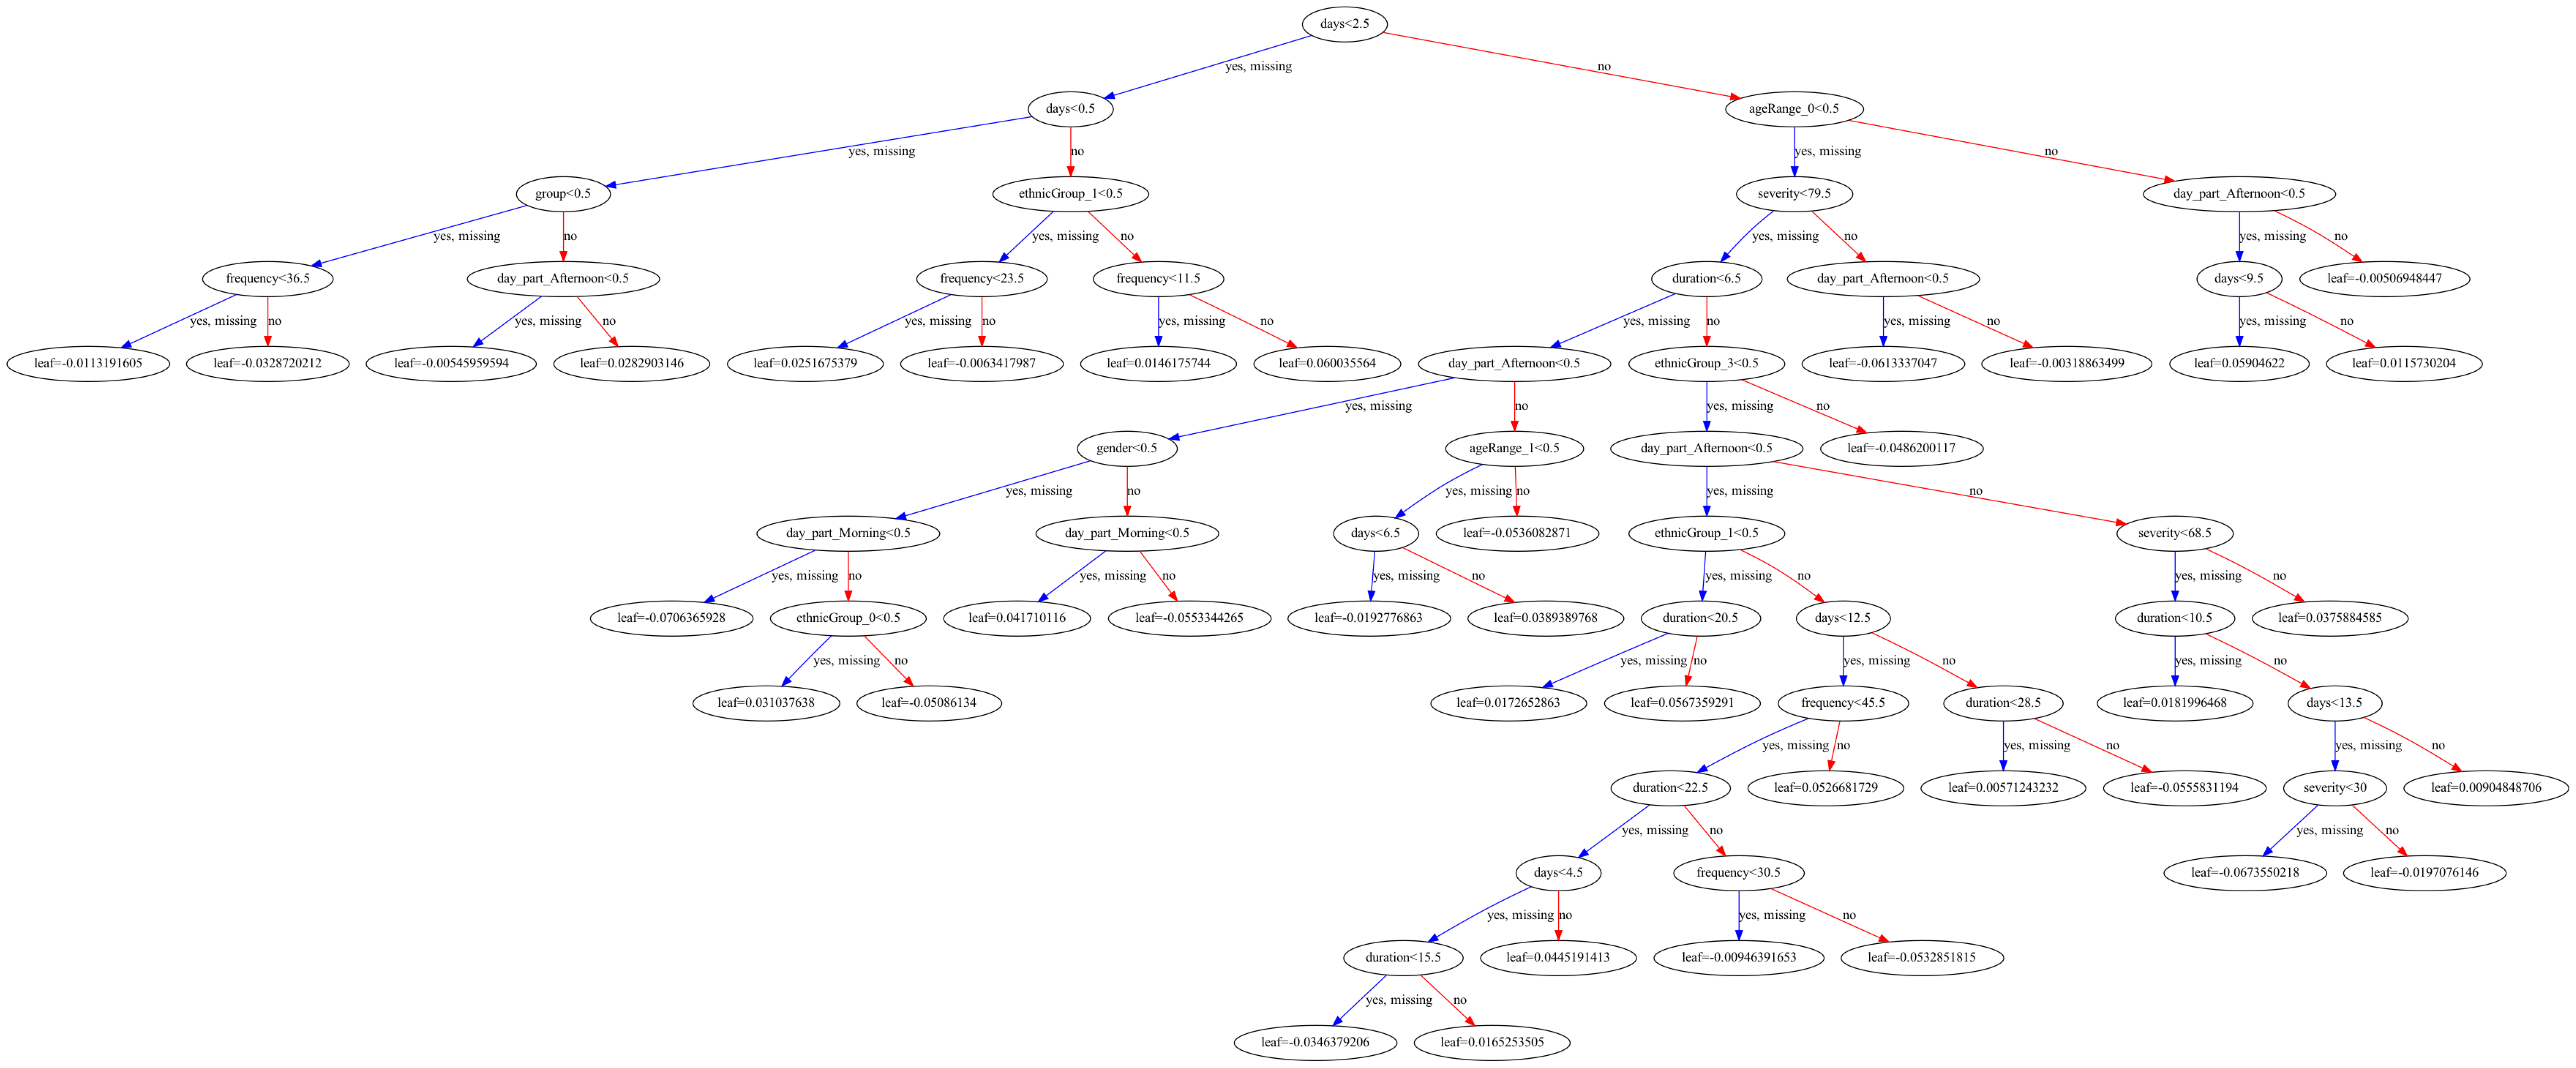 days<2.5
yes, missing
no
days<0.5
ageRange_0<0.5
yes, missing
no
yes, missing
no
group<0.5
ethnicGroup_1<0.5
severity<79.5
day_part_Afternoon<0.5
yes, missing
no
yes, missing
no
yes, missing
no
yes, missing
no
frequency<36.5
day_part_Afternoon<0.5
frequency<23.5
frequency<11.5
duration<6.5
day_part_Afternoon<0.5
days<9.5
leaf=-0.00506948447
yes, missing
no
yes, missing
no
yes, missing
no
yes, missing
no
yes, missing
no
yes, missing
no
yes, missing
no
leaf=-0.0113191605
leaf=-0.0328720212
leaf=-0.00545959594
leaf=0.0282903146
leaf=0.0251675379
leaf=-0.0063417987
leaf=0.0146175744
leaf=0.060035564
day_part_Afternoon<0.5
ethnicGroup_3<0.5
leaf=-0.0613337047
leaf=-0.00318863499
leaf=0.05904622
leaf=0.0115730204
yes, missing
no
yes, missing
no
gender<0.5
ageRange_1<0.5
day_part_Afternoon<0.5
leaf=-0.0486200117
yes, missing
no
yes, missing
no
yes, missing
no
day_part_Morning<0.5
day_part_Morning<0.5
days<6.5
leaf=-0.0536082871
ethnicGroup_1<0.5
severity<68.5
yes, missing
no
yes, missing
no
yes, missing
no
yes, missing
no
yes, missing
no
leaf=-0.0706365928
ethnicGroup_0<0.5
leaf=0.041710116
leaf=-0.0553344265
leaf=-0.0192776863
leaf=0.0389389768
duration<20.5
days<12.5
duration<10.5
leaf=0.0375884585
yes, missing
no
yes, missing
no
yes, missing
no
yes, missing
no
leaf=0.031037638
leaf=-0.05086134
leaf=0.0172652863
leaf=0.0567359291
frequency<45.5
duration<28.5
leaf=0.0181996468
days<13.5
yes, missing
no
yes, missing
no
yes, missing
no
duration<22.5
leaf=0.0526681729
leaf=0.00571243232
leaf=-0.0555831194
severity<30
leaf=0.00904848706
yes, missing
no
yes, missing
no
days<4.5
frequency<30.5
leaf=-0.0673550218
leaf=-0.0197076146
yes, missing
no
yes, missing
no
duration<15.5
leaf=0.0445191413
leaf=-0.00946391653
leaf=-0.0532851815
yes, missing
no
leaf=-0.0346379206
leaf=0.0165253505